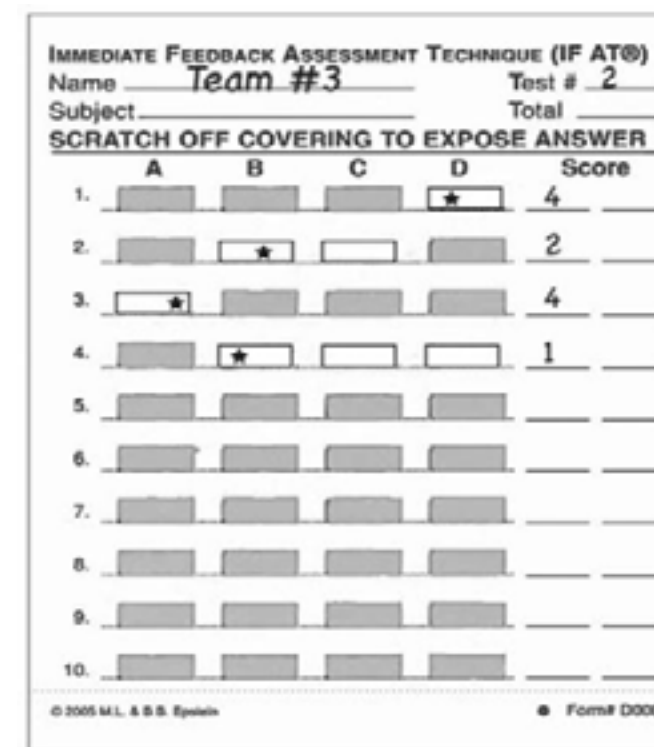 IMMEDIATE FEEDBACK ASSESSMENT TECHNIQUE (IF AT®)
Name Team #3 Test # 2
Subject Total
SCRATCH OFF COVERING TO EXPOSE ANSWER
A B C D Score
1. ★ 4
2. ★ 2
3. ★ 4
4. ★ 1
5.
6.
7.
8.
9.
10.
© 2005 M.L. & B.B. Epstein Form#